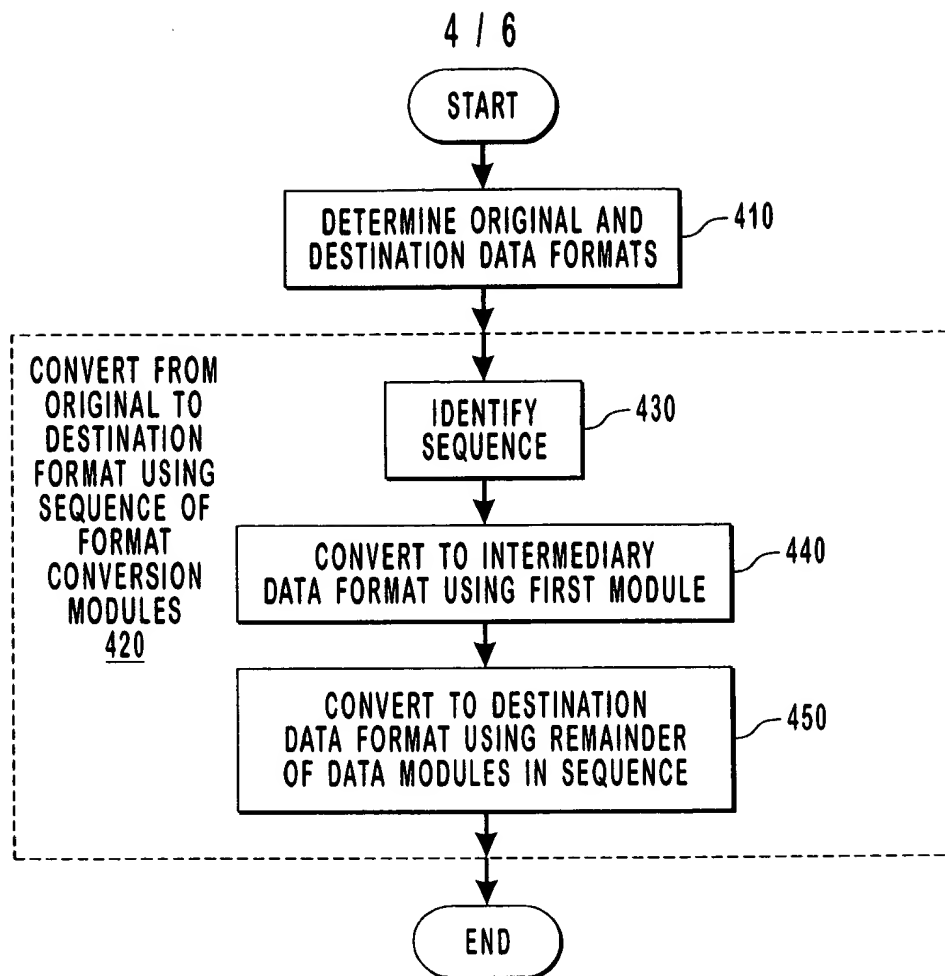 4 / 6
START
DETERMINE ORIGINAL AND
DESTINATION DATA FORMATS
410
CONVERT FROM
ORIGINAL TO
DESTINATION
FORMAT USING
SEQUENCE OF
FORMAT
CONVERSION
MODULES
420
IDENTIFY
SEQUENCE
430
CONVERT TO INTERMEDIARY
DATA FORMAT USING FIRST MODULE
440
CONVERT TO DESTINATION
DATA FORMAT USING REMAINDER
OF DATA MODULES IN SEQUENCE
450
END